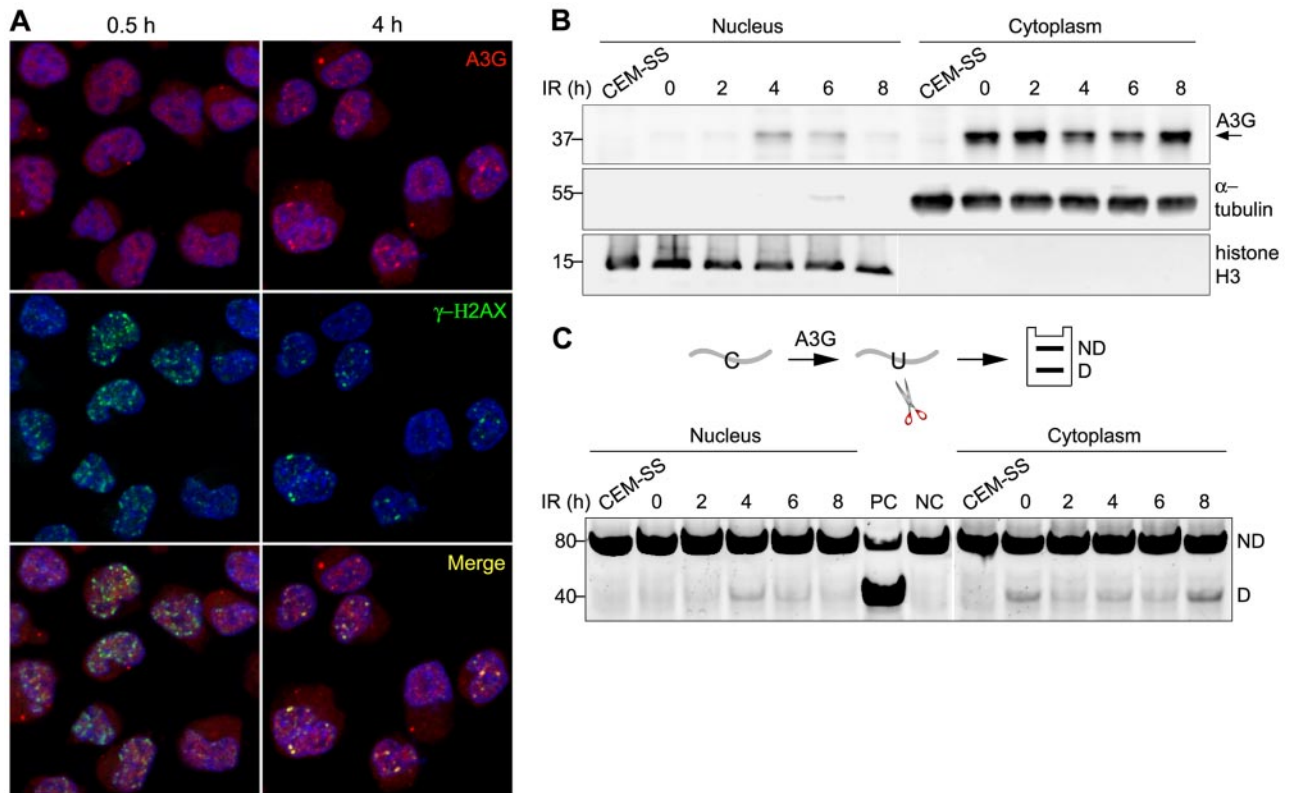 A
0.5 h 4 h
A3G
γ–H2AX
Merge
B
Nucleus Cytoplasm
IR (h) CEM-SS 0 2 4 6 8 CEM-SS 0 2 4 6 8
37 A3G
55 α–
tubulin
15 histone
H3
C
C A3G U ND
D
Nucleus Cytoplasm
IR (h) CEM-SS 0 2 4 6 8 PC NC CEM-SS 0 2 4 6 8
80 ND
40 D